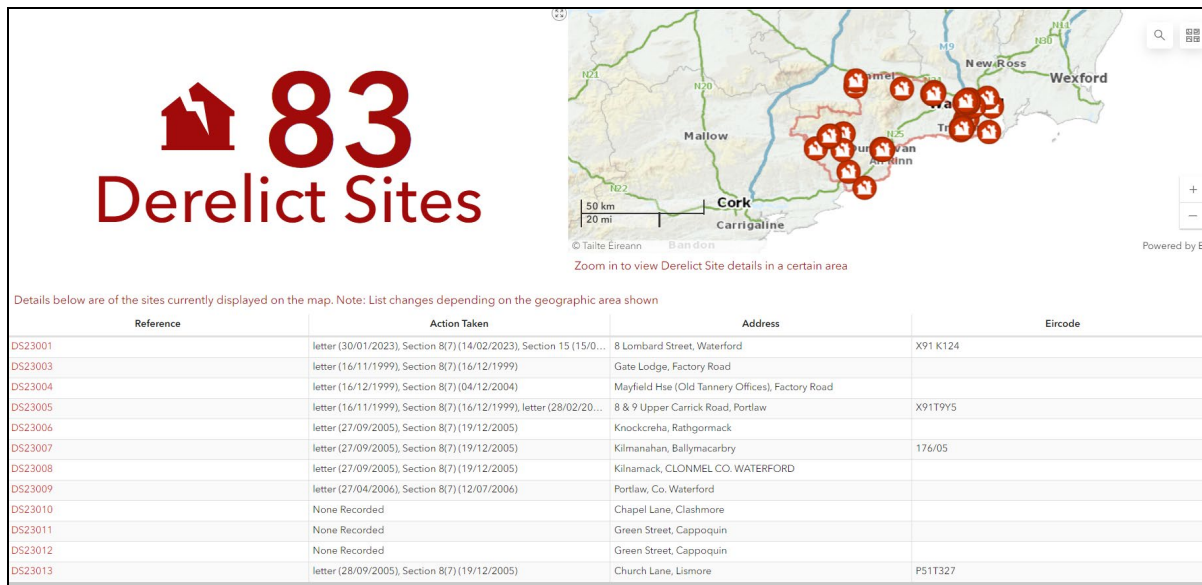 83
Derelict Sites
N21
N20
M9
N11
N30
New Ross
Wexford
Mallow
N25
N22
50 km
20 mi
Cork
Carrigaline
Bandon
© Tailte Éireann
Powered by E
+
−
Zoom in to view Derelict Site details in a certain area
Details below are of the sites currently displayed on the map. Note: List changes depending on the geographic area shown
Reference Action Taken Address Eircode
DS23001 letter (30/01/2023), Section 8(7) (14/02/2023), Section 15 (15/0... 8 Lombard Street, Waterford X91 K124
DS23003 letter (16/11/1999), Section 8(7) (16/12/1999) Gate Lodge, Factory Road
DS23004 letter (16/12/1999), Section 8(7) (04/12/2004) Mayfield Hse (Old Tannery Offices), Factory Road
DS23005 letter (16/11/1999), Section 8(7) (16/12/1999), letter (28/02/20... 8 & 9 Upper Carrick Road, Portlaw X91T9Y5
DS23006 letter (27/09/2005), Section 8(7) (19/12/2005) Knockcreha, Rathgormack
DS23007 letter (27/09/2005), Section 8(7) (19/12/2005) Kilmanahan, Ballymacarbry 176/05
DS23008 letter (27/09/2005), Section 8(7) (19/12/2005) Kilnamack, CLONMEL CO. WATERFORD
DS23009 letter (27/04/2006), Section 8(7) (12/07/2006) Portlaw, Co. Waterford
DS23010 None Recorded Chapel Lane, Clashmore
DS23011 None Recorded Green Street, Cappoquin
DS23012 None Recorded Green Street, Cappoquin
DS23013 letter (28/09/2005), Section 8(7) (19/12/2005) Church Lane, Lismore P51T327